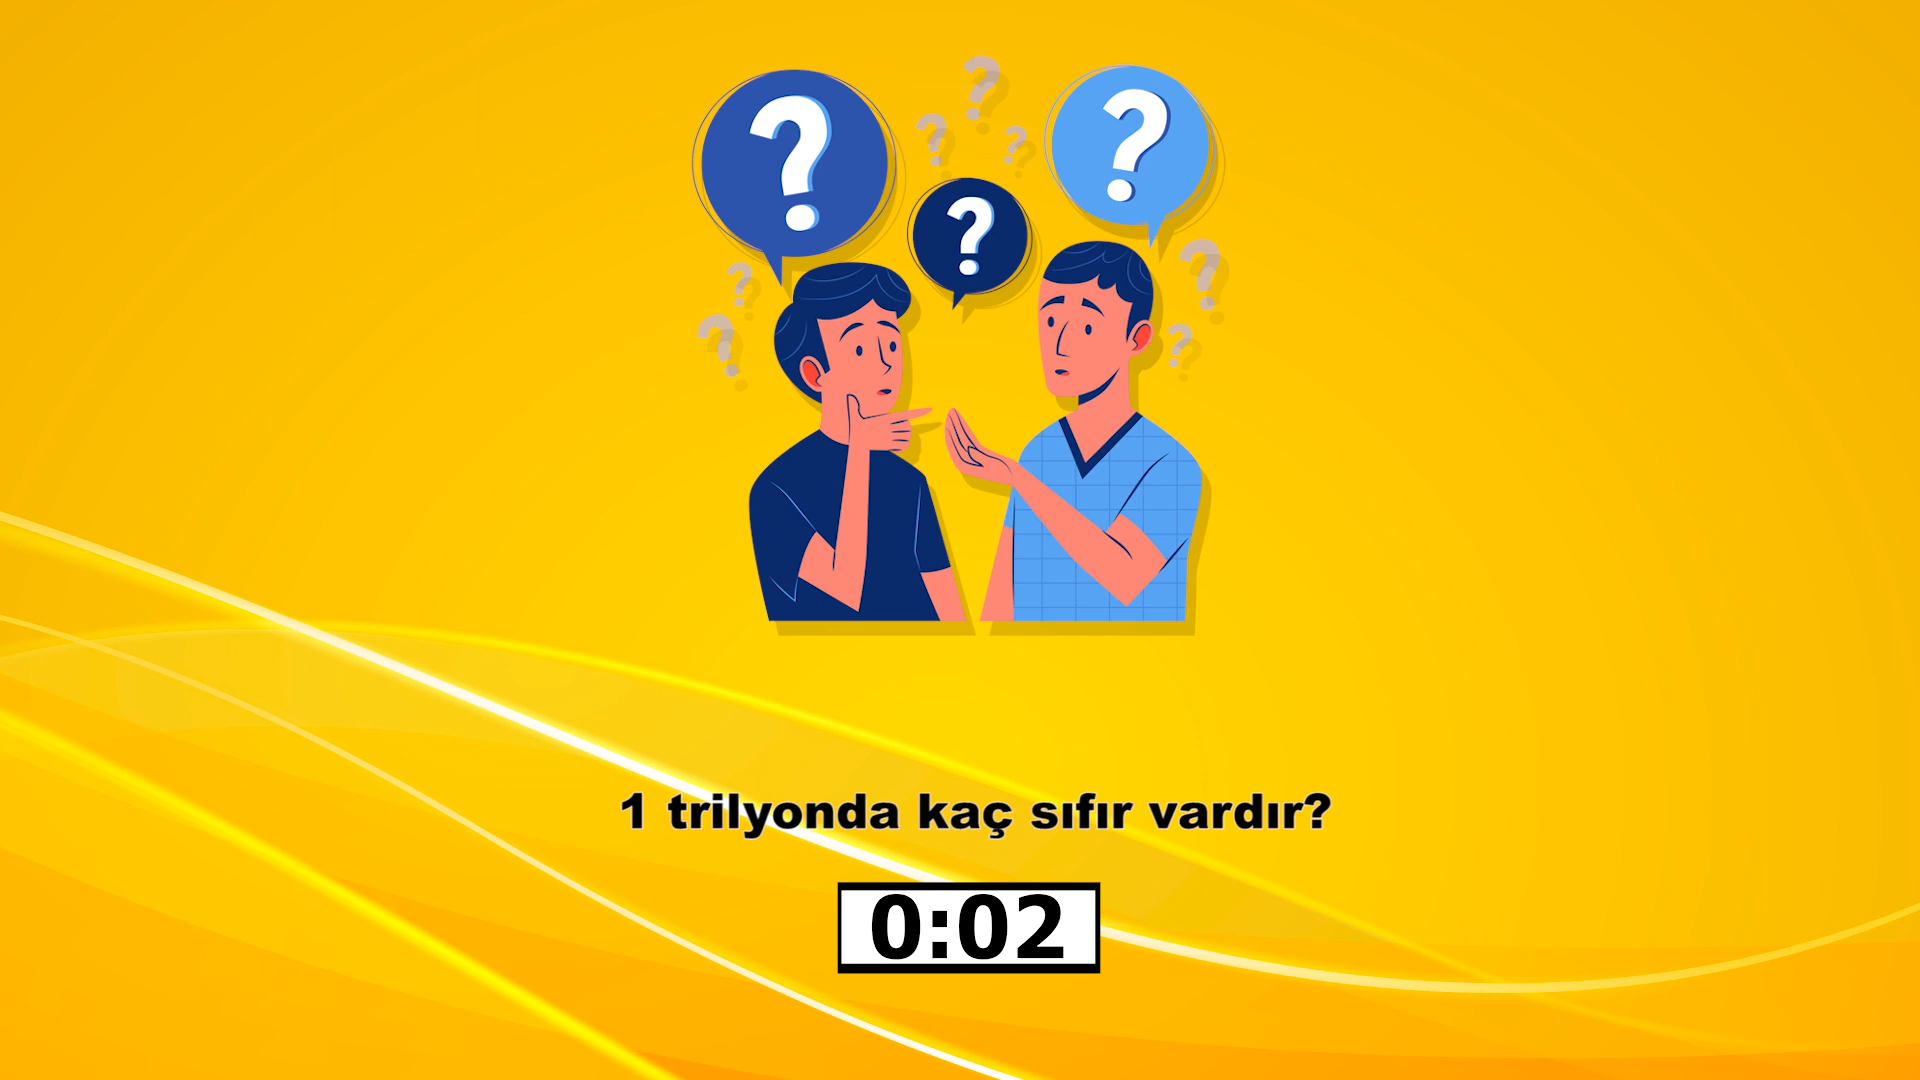 ?
?
?
1 trilyonda kaç sıfır vardır?
0:02